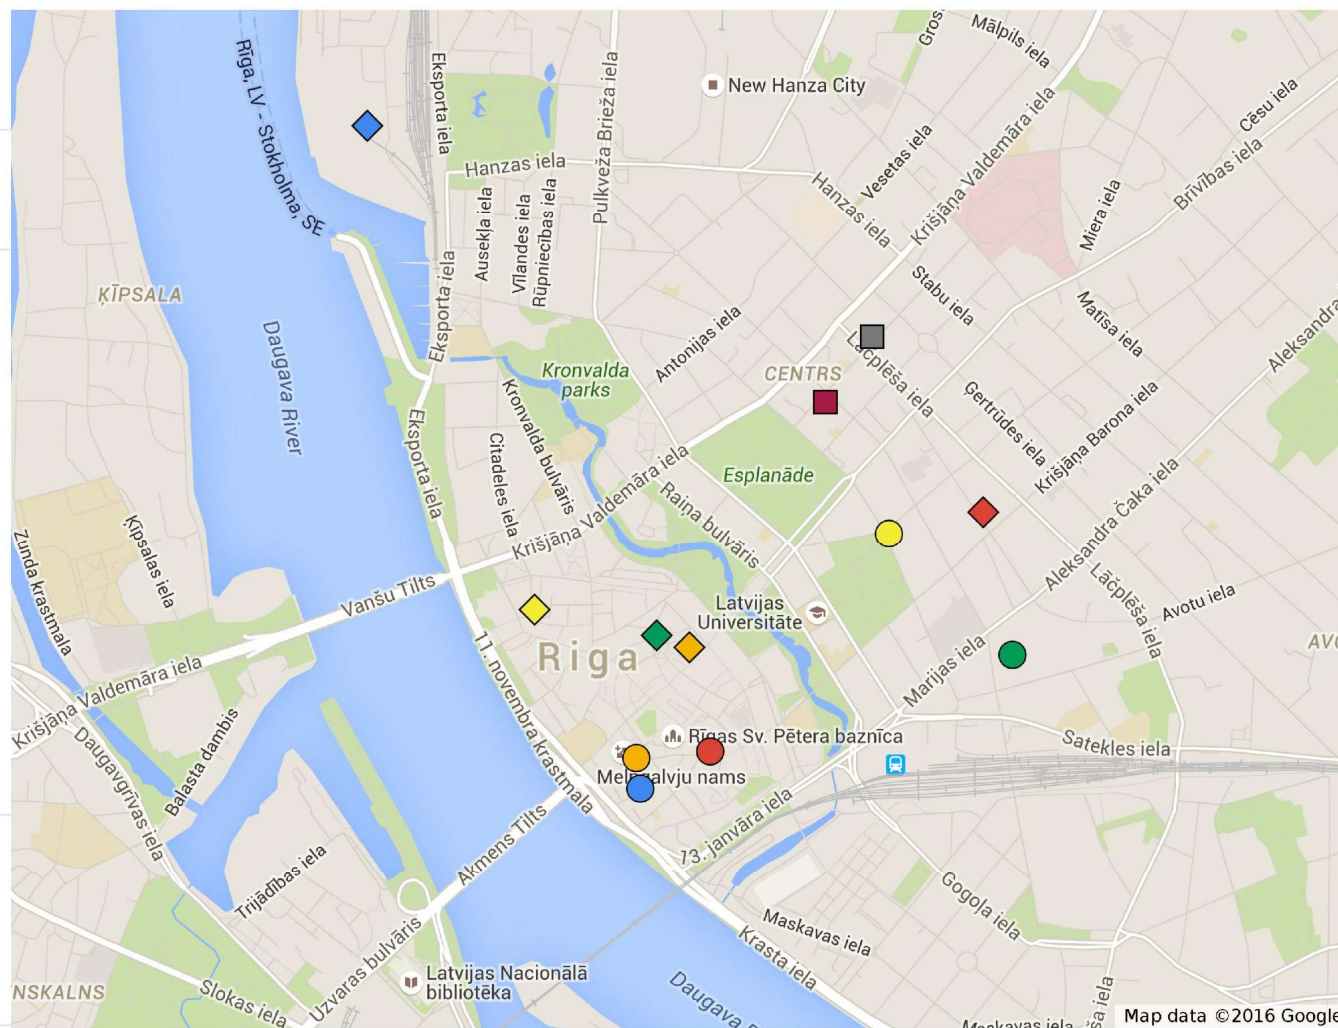 Mālpils iela
Rīga, LV - Stokholma, SE
Eksporta iela
Pulkveža Brieža iela
New Hanza City
Cēsu iela
Hanzas iela
Vesetas iela
Krišjāņa Valdemāra iela
Brīvības iela
Ausekļa iela
Vīlandes iela
Rūpniecības iela
Hanzas iela
Miera iela
ĶĪPSALA
Eksporta iela
Stabu iela
Matīsa iela
Daugava River
Antonijas iela
Lāčplēša iela
Kronvalda
parks
CENTRS
Ģertrūdes iela
Krišjāņa Barona iela
Kronvalda bulvāris
Citadeles iela
Eksporta iela
Esplanāde
Krišjāņa Valdemāra iela
Raiņa bulvāris
Aleksandra Čaka iela
Aleksandra
Zunda krastmala
Ķīpsalas iela
Vanšu Tilts
Latvijas
Universitāte
Lāčplēša iela
Avotu iela
Riga
11. novembra krastmala
Marijas iela
Krišjāņa Valdemāra iela
Balasta dambis
Daugavgrīvas iela
Rīgas Sv. Pētera baznīca
Satekles iela
nams
Akmens Tilts
13. janvāra iela
Trijādības iela
Gogoļa iela
Maskavas iela
Krasta iela
Uzvaras bulvāris
Latvijas Nacionālā
bibliotēka
Slokas iela
Daugava
Map data ©2016 Google